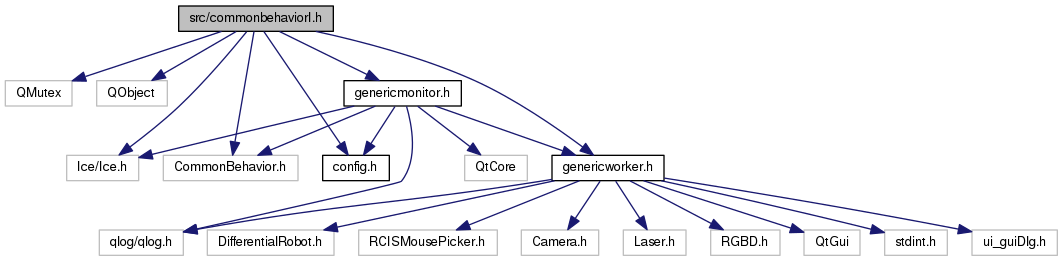 src/commonbehaviorI.h
QMutex
QObject
genericmonitor.h
Ice/Ice.h
CommonBehavior.h
config.h
QtCore
genericworker.h
qlog/qlog.h
DifferentialRobot.h
RCISMousePicker.h
Camera.h
Laser.h
RGBD.h
QtGui
stdint.h
ui_guiDlg.h